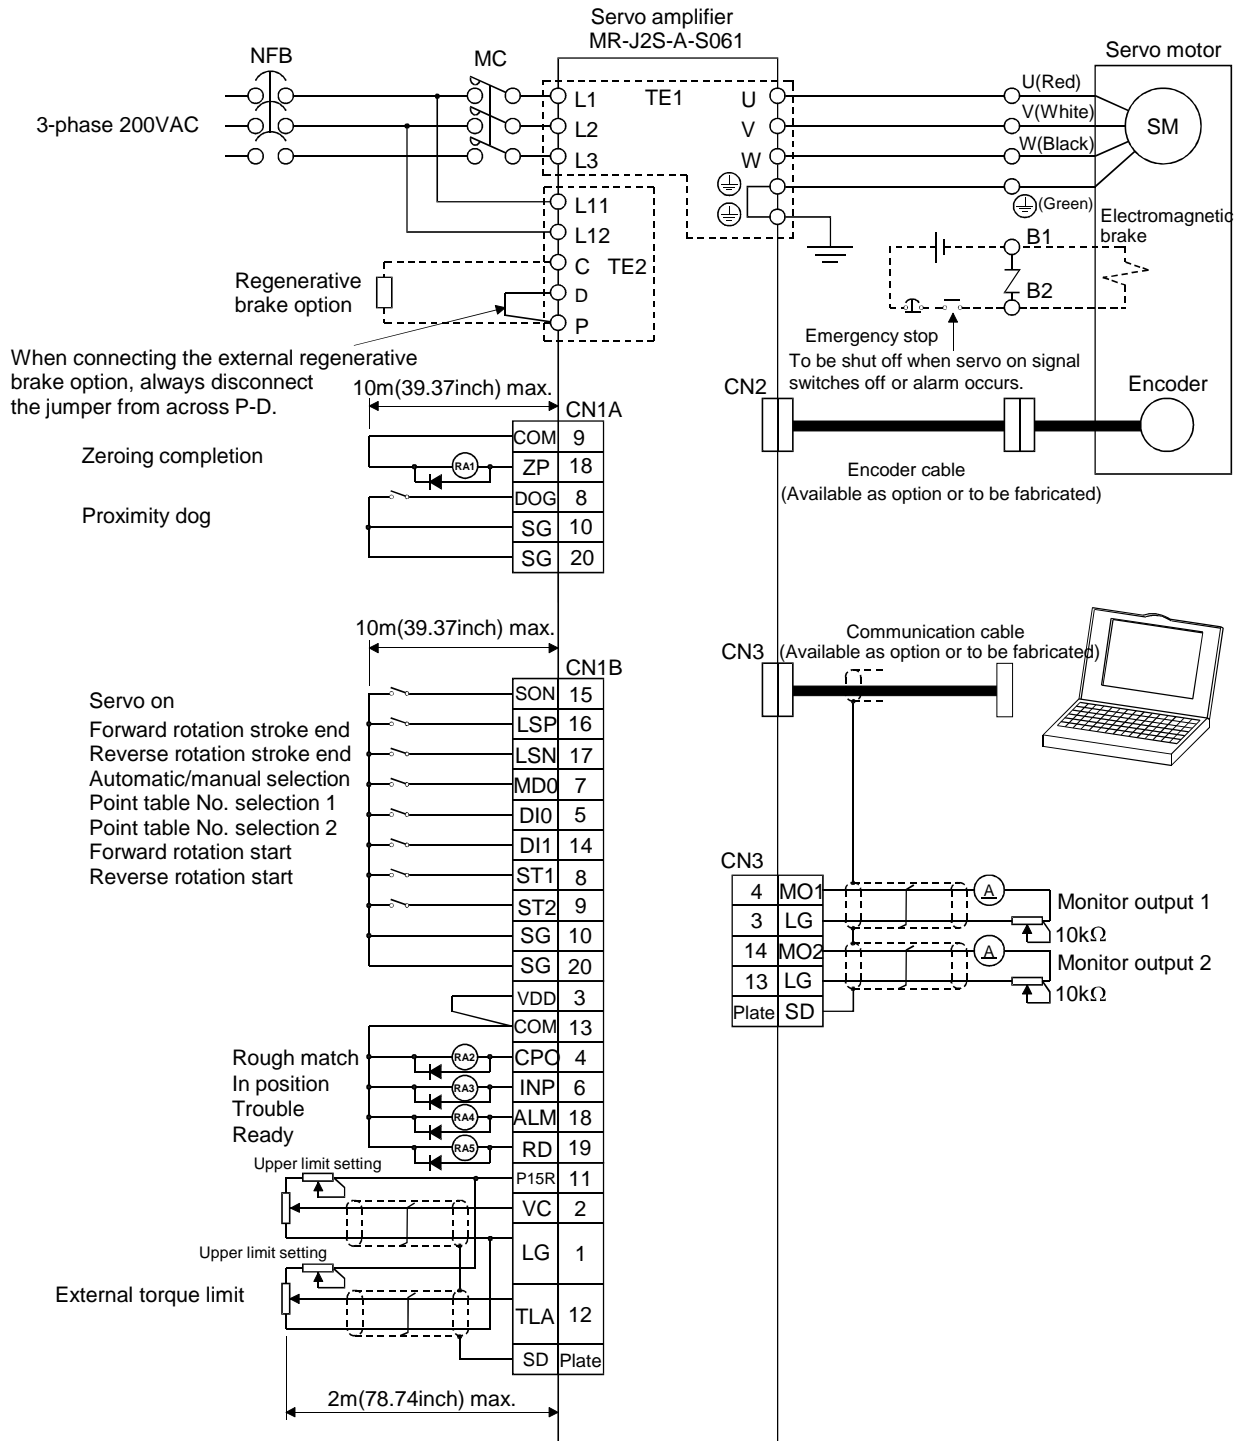 Servo amplifier
MR-J2S-A-S061
NFB
MC
Servo motor
3-phase 200VAC
L1
TE1
U
U(Red)
L2
V
V(White)
SM
L3
W
W(Black)
(Green)
L11
L12
C
TE2
D
P
Electromagnetic
brake
B1
B2
Regenerative
brake option
Emergency stop
To be shut off when servo on signal
switches off or alarm occurs.
When connecting the external regenerative
brake option, always disconnect
the jumper from across P-D.
10m(39.37inch) max.
CN1A
CN2
Encoder
Encoder cable
(Available as option or to be fabricated)
Zeroing completion
Proximity dog
COM 9
RA1
ZP 18
DOG 8
SG 10
SG 20
10m(39.37inch) max.
CN1B
CN3
Communication cable
(Available as option or to be fabricated)
Servo on
Forward rotation stroke end
Reverse rotation stroke end
Automatic/manual selection
Point table No. selection 1
Point table No. selection 2
Forward rotation start
Reverse rotation start
SON 15
LSP 16
LSN 17
MD0 7
DI0 5
DI1 14
ST1 8
ST2 9
SG 10
SG 20
VDD 3
COM 13
CN3
4 MO1
A
Monitor output 1
3 LG
10kΩ
14 MO2
A
Monitor output 2
13 LG
10kΩ
Plate SD
Rough match
In position
Trouble
Ready
RA2
CPO 4
RA3
INP 6
RA4
ALM 18
RA5
RD 19
Upper limit setting
P15R 11
VC 2
LG 1
Upper limit setting
External torque limit
TLA 12
SD Plate
2m(78.74inch) max.